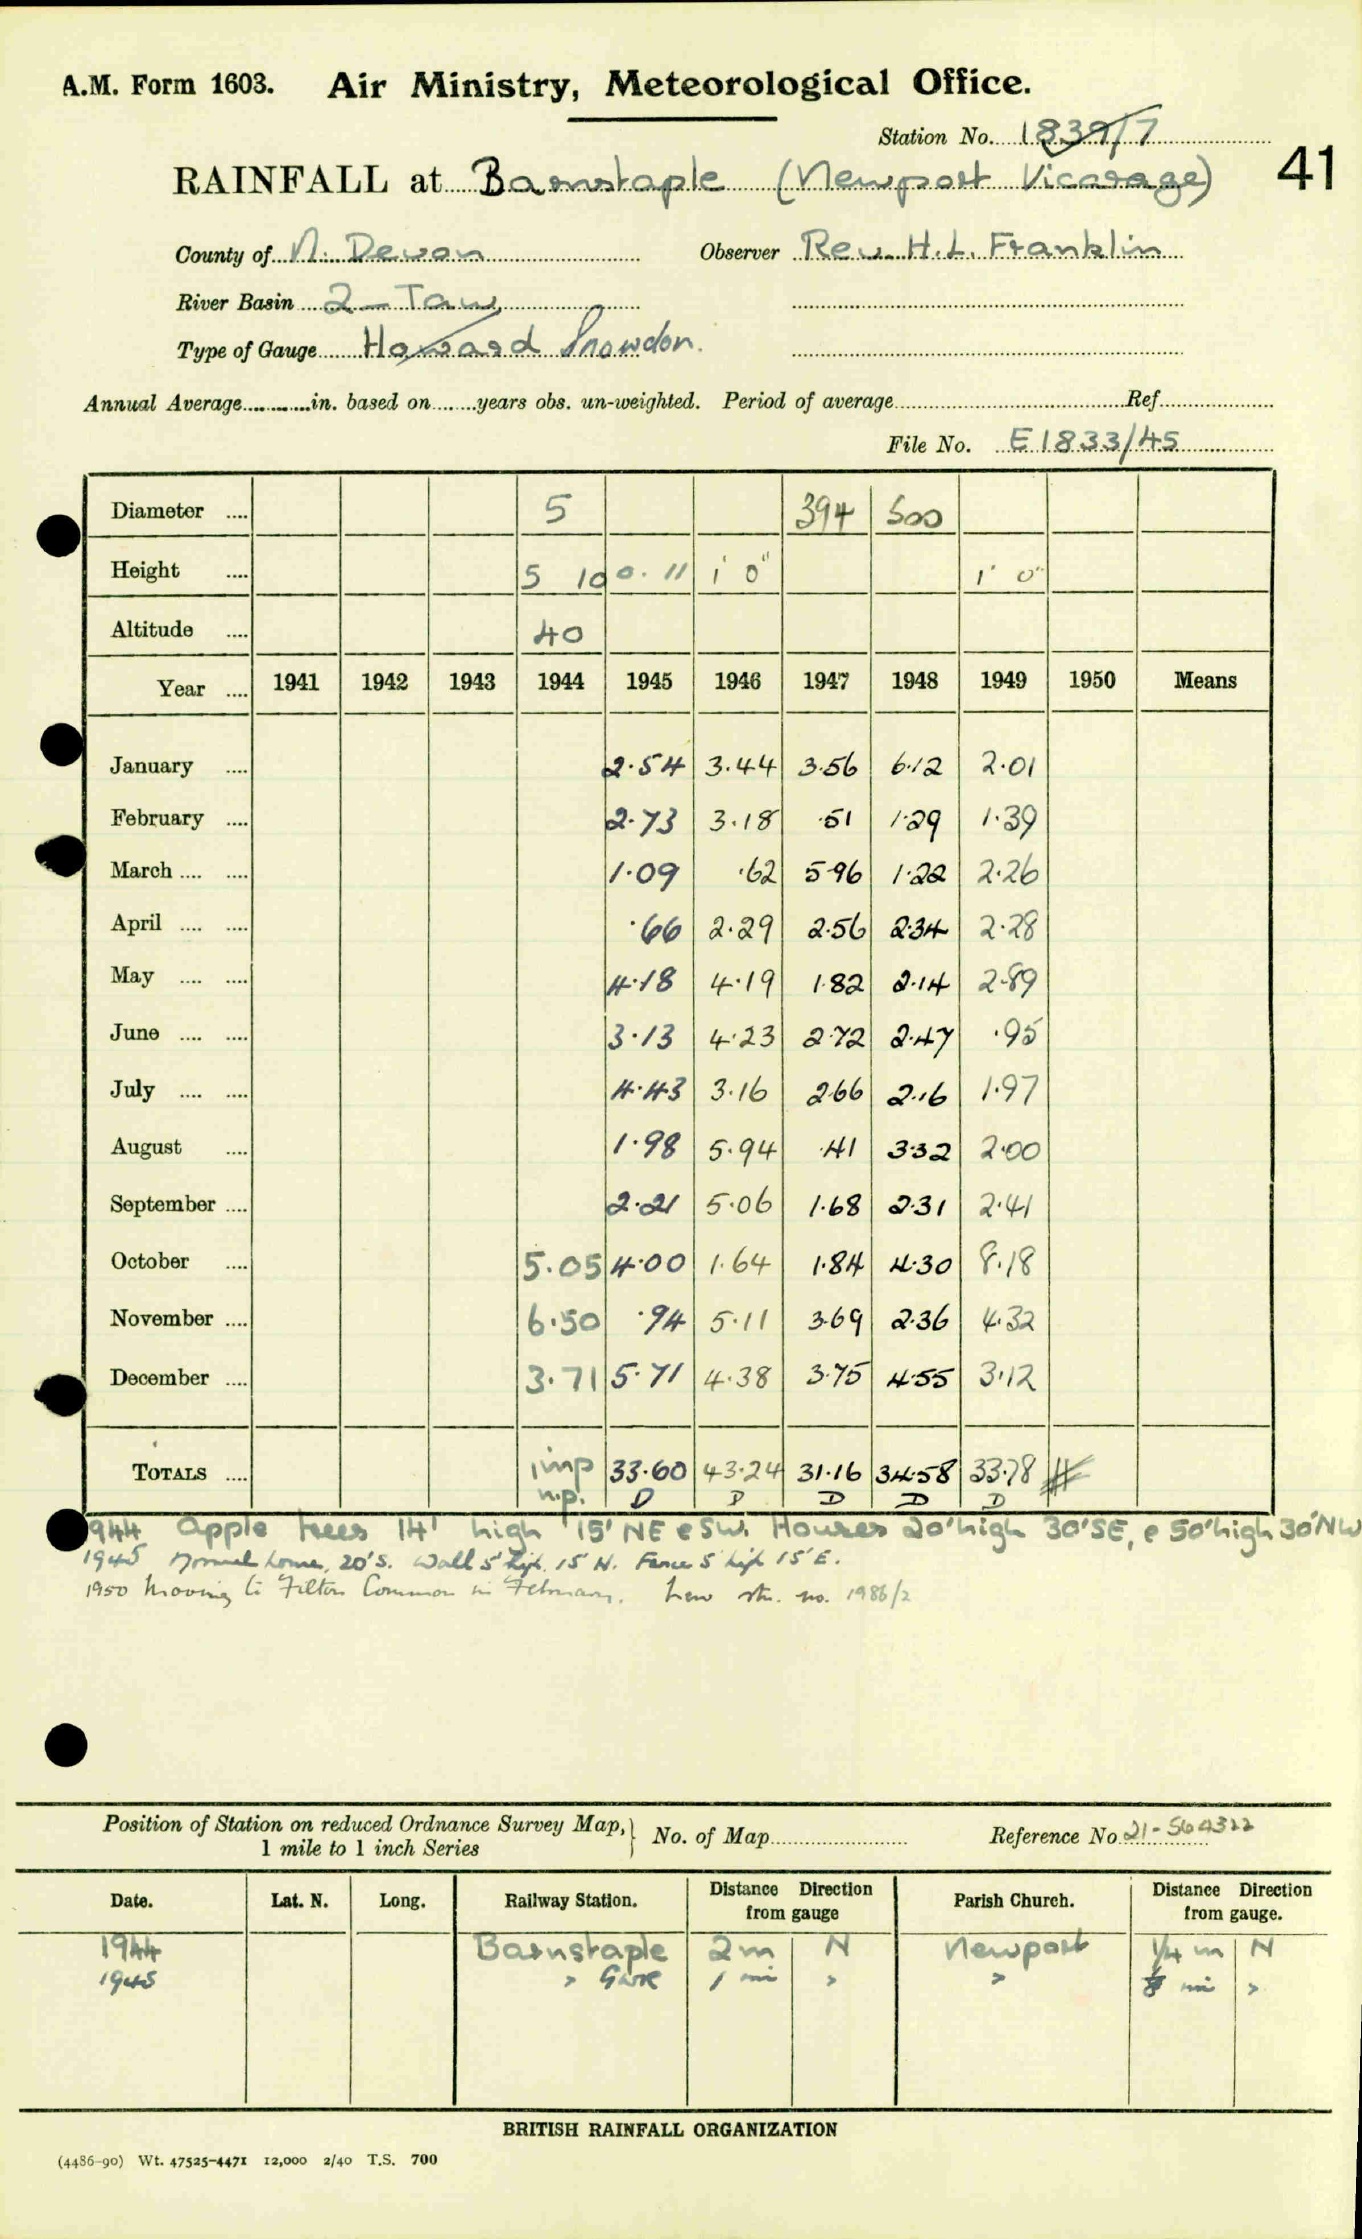 A.M. Form 1603. Air Ministry, Meteorological Office.
Station No. 1839/7
41
RAINFALL at Barnstaple (Newport Vicarage)
County of N. Devon Observer Rev. H.L. Franklin
River Basin 2 - Taw
Type of Gauge Howard Snowdon.
Annual Average in. based on years obs. un-weighted. Period of average Ref
File No. E1833/45
Diameter 5 394 500
Height 5 10 0. 11 1' 0" 1' 0"
Altitude 40
Year 1941 1942 1943 1944 1945 1946 1947 1948 1949 1950 Means
January 2.54 3.44 3.56 6.12 2.01
February 2.73 3.18 .51 1.29 1.39
March 1.09 .62 5.96 1.22 2.26
April .66 2.29 2.56 2.34 2.28
May 4.18 4.19 1.82 2.14 2.89
June 3.13 4.23 2.72 2.47 .95
July 4.43 3.16 2.66 2.16 1.97
August 1.98 5.94 .41 3.32 2.00
September 2.21 5.06 1.68 2.31 2.41
October 5.05 4.00 1.64 1.84 4.30 8.18
November 6.50 .94 5.11 3.69 2.36 4.32
December 3.71 5.71 4.38 3.75 4.55 3.12
TOTALS imp 33.60 43.24 31.16 34.58 33.78
n.p. D D D D D
1944 Apple trees 14' high 15' NE & SW. Houses 20' high 30' SE, & 50' high 30' NW
1945 house, 20' S. Wall 5' high 15' N. Fence 5' high 15' E.
1950 Moving to Filton Common in February. New stn. no. 1986/2
Position of Station on reduced Ordnance Survey Map, 1 mile to 1 inch Series No. of Map Reference No 21-564322
Date. Lat. N. Long. Railway Station. Distance Direction from gauge Parish Church. Distance Direction from gauge.
1944 Barnstaple 2 m N Newport 1/4 m N
1945 " GWR 1 mi " " mi "
BRITISH RAINFALL ORGANIZATION
(4486-90) Wt. 47525-4471 12,000 2/40 T.S. 700